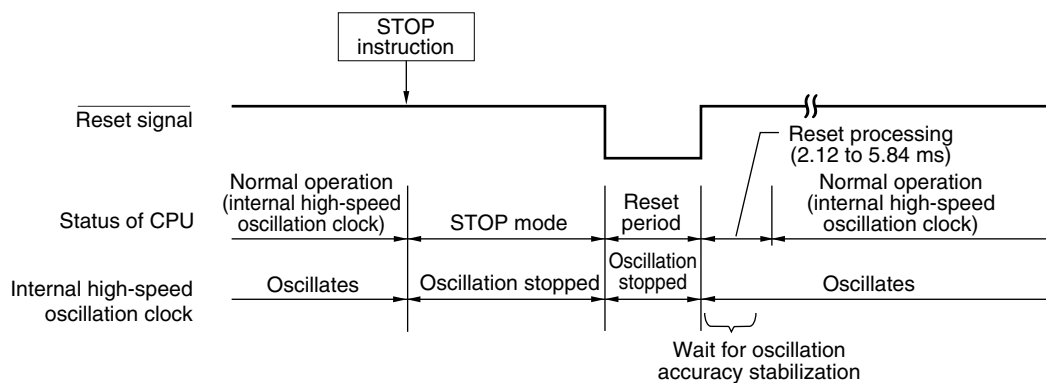 STOP
instruction
Reset signal
Reset processing
(2.12 to 5.84 ms)
Status of CPU
Normal operation
(internal high-speed
oscillation clock)
STOP mode
Reset
period
Normal operation
(internal high-speed
oscillation clock)
Internal high-speed
oscillation clock
Oscillates
Oscillation stopped
Oscillation
stopped
Oscillates
Wait for oscillation
accuracy stabilization